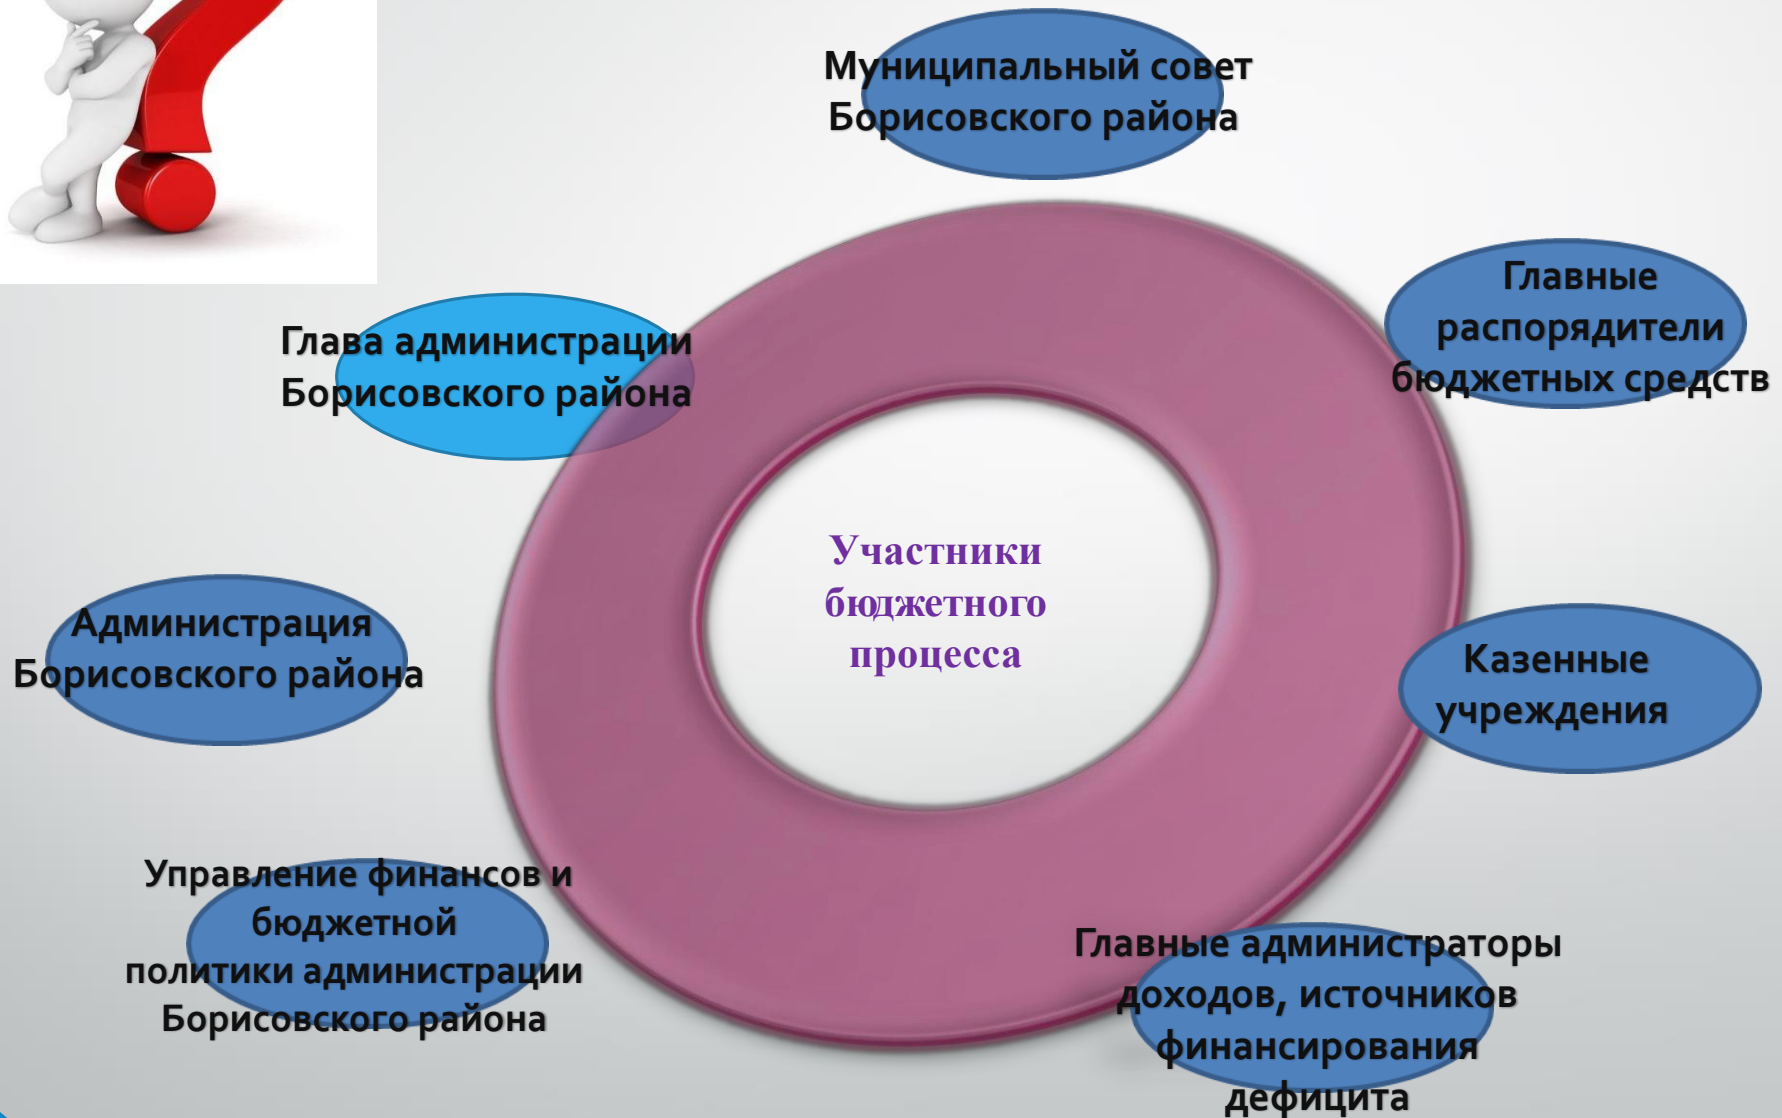 Муниципальный совет
Борисовского района
Главные
распорядители
бюджетных средств
Глава администрации
Борисовского района
Участники
бюджетного
процесса
Администрация
Борисовского района
Казенные
учреждения
Управление финансов и
бюджетной
политики администрации
Борисовского района
Главные администраторы
доходов, источников
финансирования
дефицита